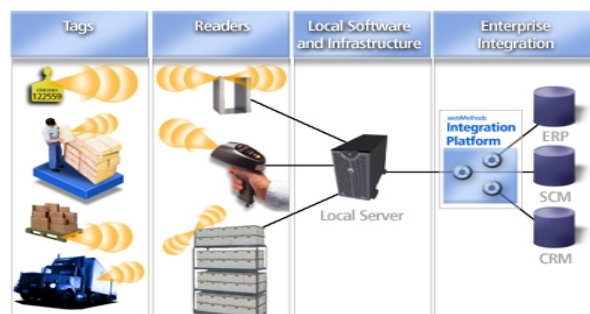 Tags
Readers
Local Software
and Infrastructure
Enterprise
Integration
122559
webMethods
Integration
Platform
ERP
SCM
CRM
Local Server